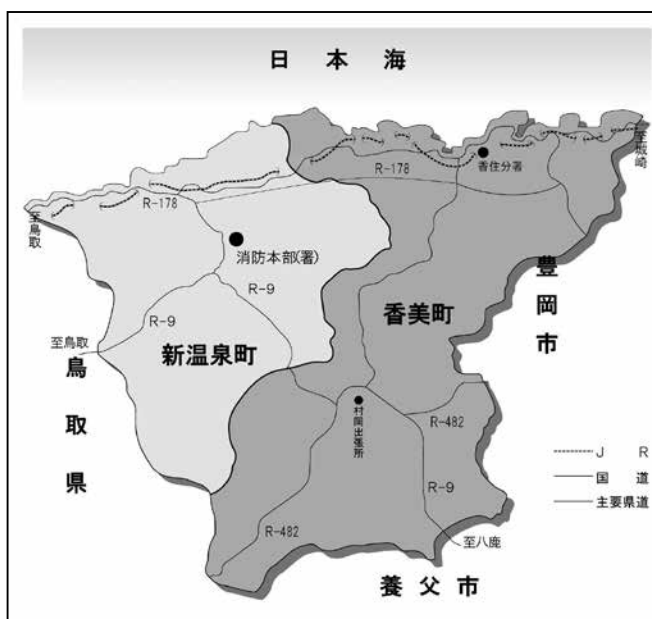 日本海
至城崎
香住分署
R-178
R-178
至鳥取
消防本部(署)
R-9
豊岡市
香美町
R-9
至鳥取
新温泉町
鳥取県
村岡出張所
R-482
JR
国道
主要県道
R-9
R-482
至八鹿
養父市